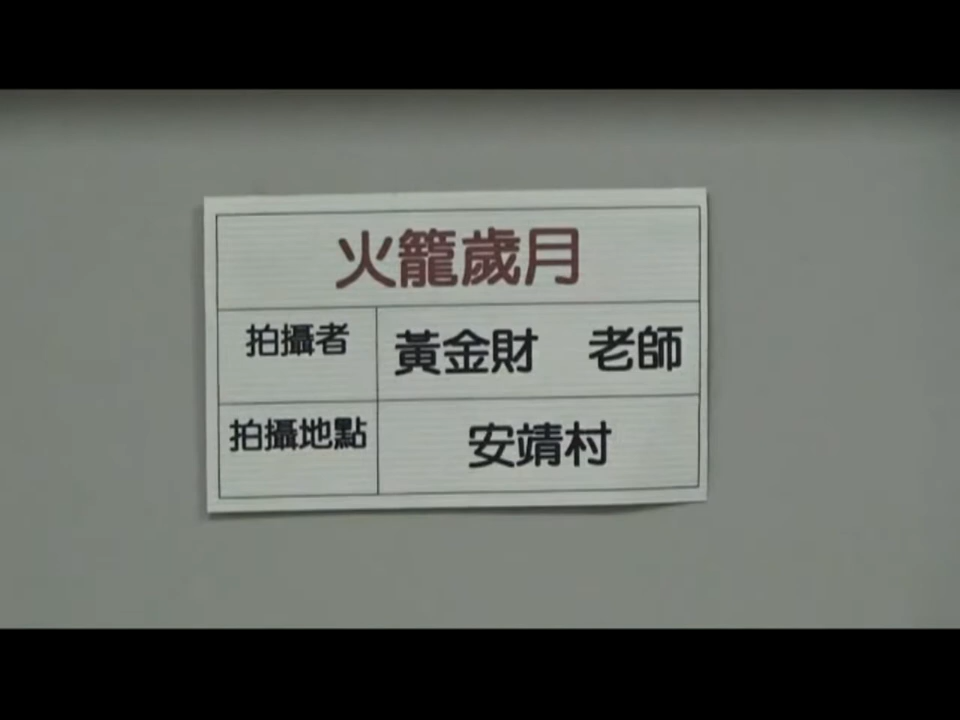 火籠歲月
拍攝者 黃金財 老師
拍攝地點 安靖村